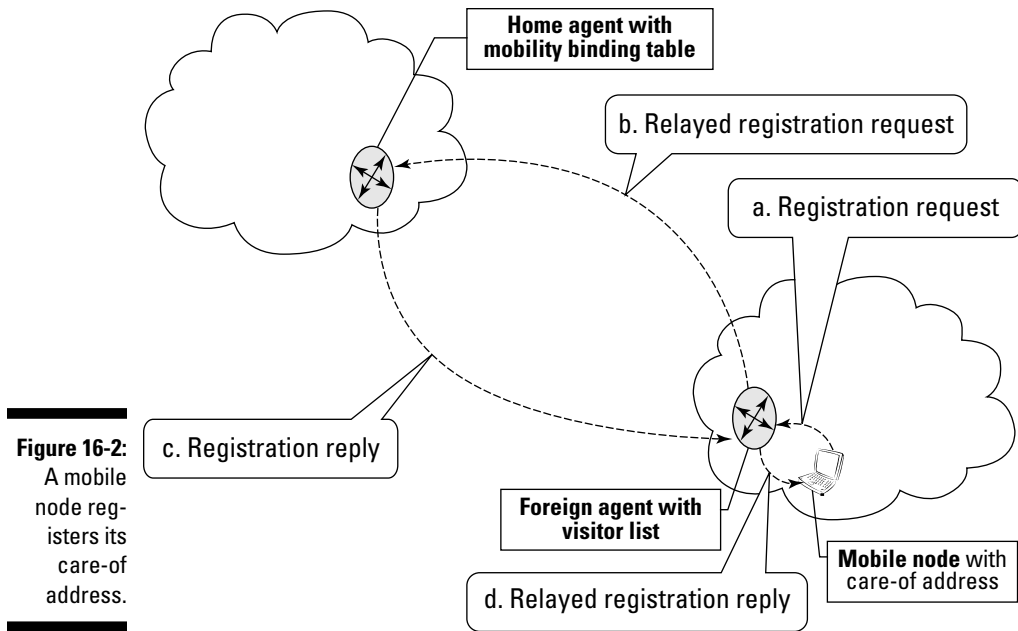 Home agent with
mobility binding table
b. Relayed registration request
a. Registration request
c. Registration reply
Foreign agent with
visitor list
Mobile node with
care-of address
d. Relayed registration reply
Figure 16-2:
A mobile
node reg-
isters its
care-of
address.